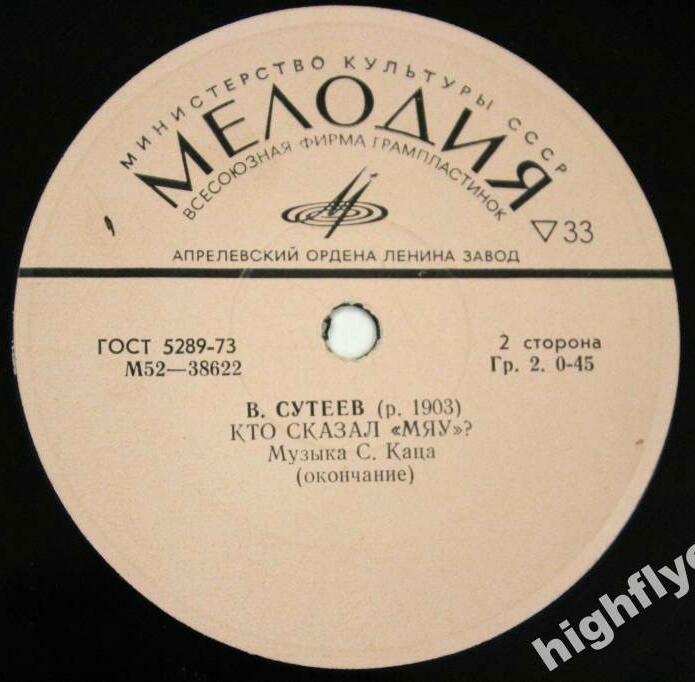 МИНИСТЕРСТВО КУЛЬТУРЫ СССР
МЕЛОДИЯ
ВСЕСОЮЗНАЯ ФИРМА ГРАМПЛАСТИНОК
33
АПРЕЛЕВСКИЙ ОРДЕНА ЛЕНИНА ЗАВОД
ГОСТ 5289-73
М52—38622
2 сторона
Гр. 2. 0-45
В. СУТЕЕВ (р. 1903)
КТО СКАЗАЛ «МЯУ»?
Музыка С. Каца
(окончание)